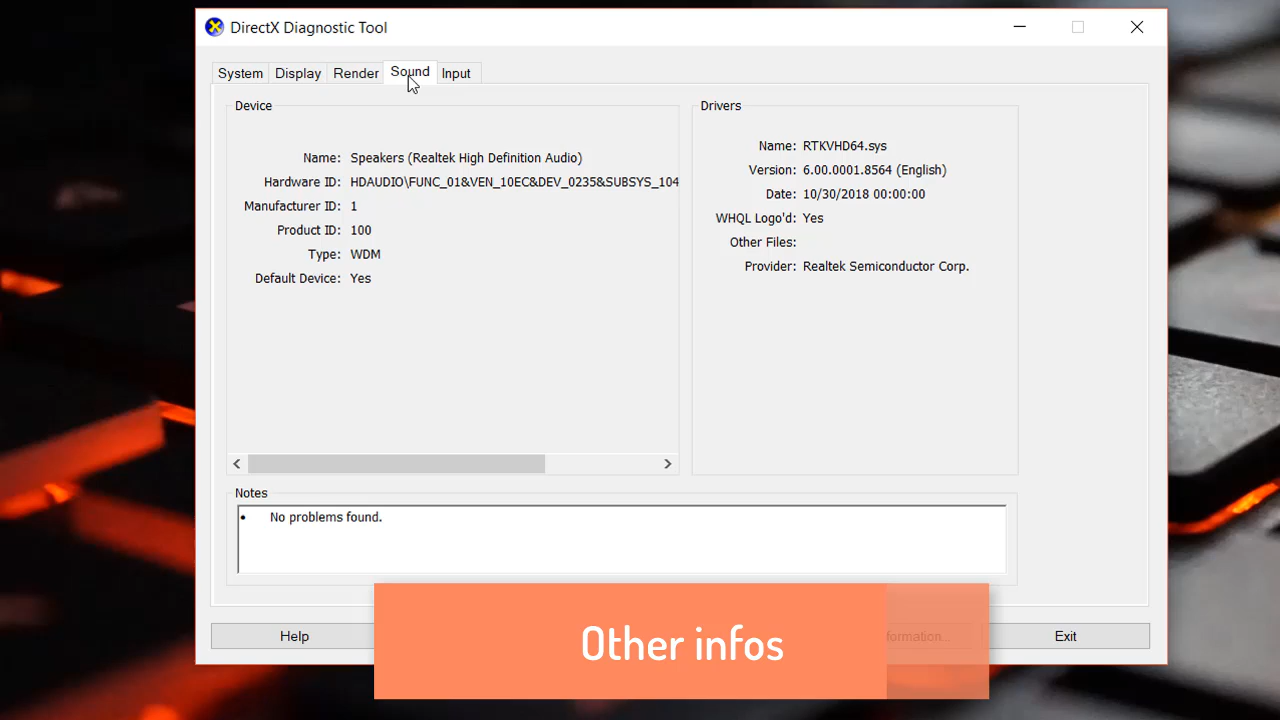 DirectX Diagnostic Tool
System Display Render Sound Input
Device
Name: Speakers (Realtek High Definition Audio)
Hardware ID: HDAUDIO\FUNC_01&VEN_10EC&DEV_0235&SUBSYS_104
Manufacturer ID: 1
Product ID: 100
Type: WDM
Default Device: Yes
Drivers
Name: RTKVHD64.sys
Version: 6.00.0001.8564 (English)
Date: 10/30/2018 00:00:00
WHQL Logo'd: Yes
Other Files:
Provider: Realtek Semiconductor Corp.
Notes
• No problems found.
Help
formation...
Exit
Other infos